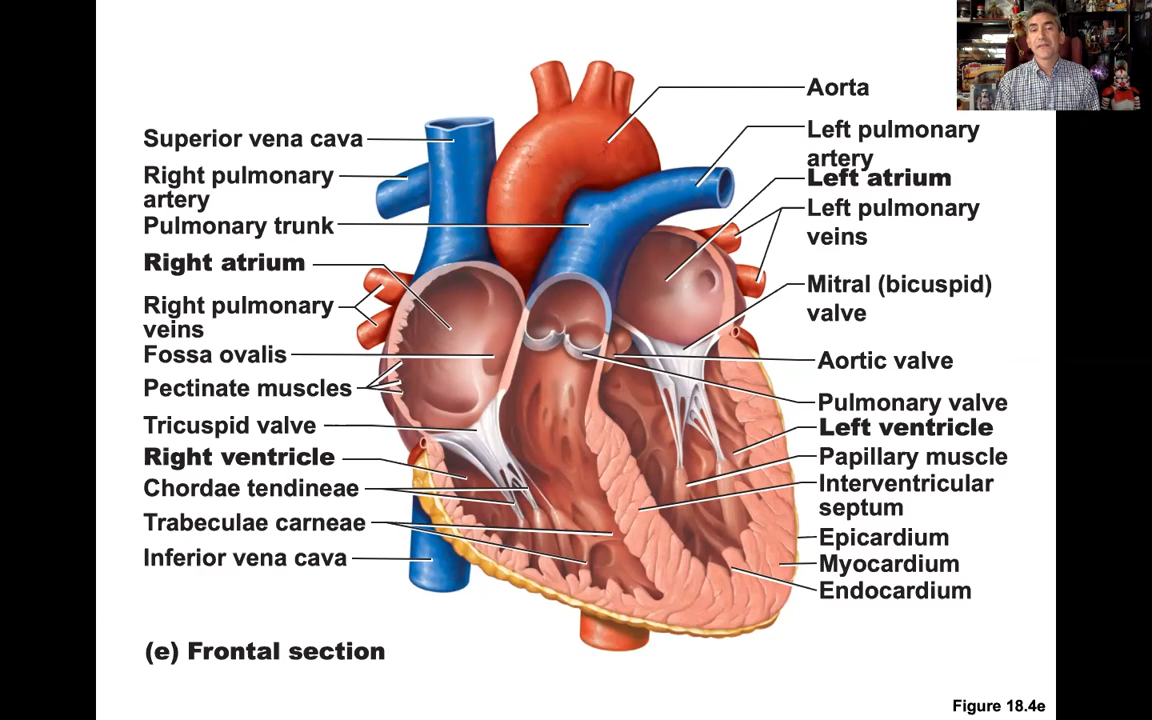 Superior vena cava
Right pulmonary
artery
Pulmonary trunk
Right atrium
Right pulmonary
veins
Fossa ovalis
Pectinate muscles
Tricuspid valve
Right ventricle
Chordae tendineae
Trabeculae carneae
Inferior vena cava
(e) Frontal section
Aorta
Left pulmonary
artery
Left atrium
Left pulmonary
veins
Mitral (bicuspid)
valve
Aortic valve
Pulmonary valve
Left ventricle
Papillary muscle
Interventricular
septum
Epicardium
Myocardium
Endocardium
Figure 18.4e